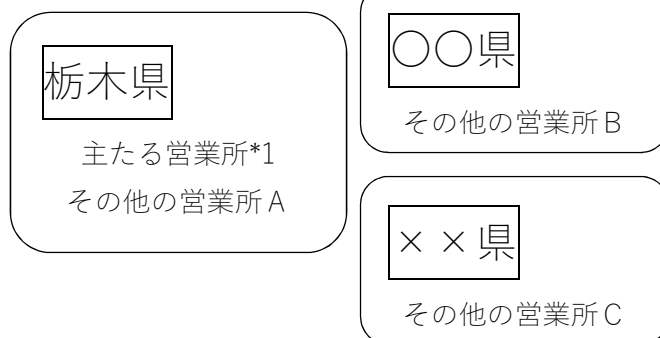 栃木県
主たる営業所*1
その他の営業所A
〇〇県
その他の営業所B
××県
その他の営業所C